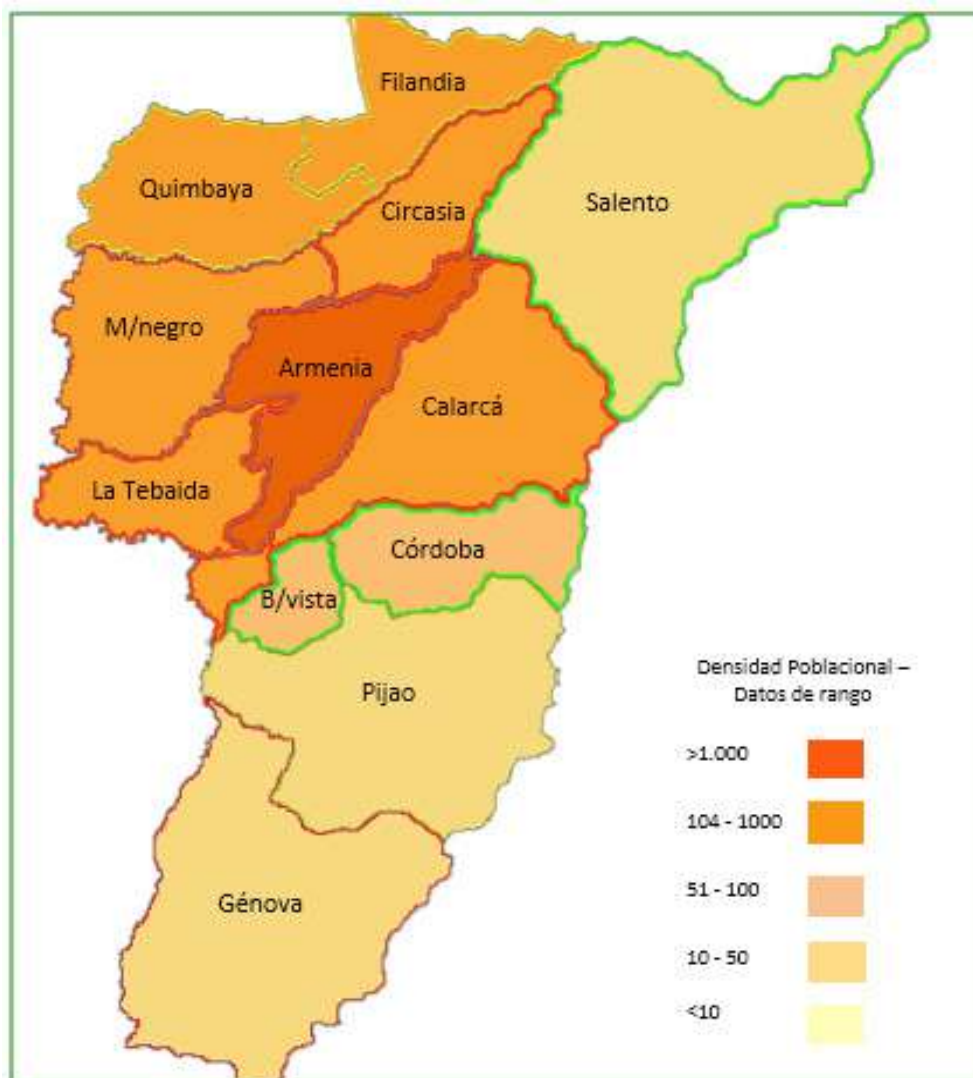 Filandia
Quimbaya
Circasia
Salento
M/negro
Armenia
Calarcá
La Tebaida
Córdoba
B/vista
Pijao
Génova
Densidad Poblacional –
Datos de rango
>1.000
104 - 1000
51 - 100
10 - 50
<10